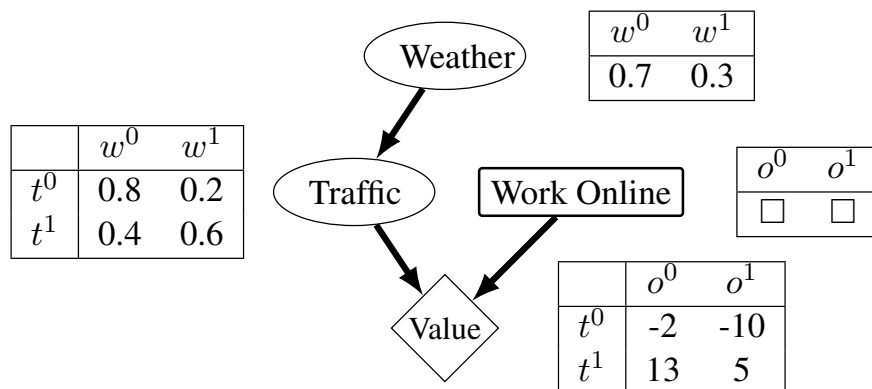 Weather
w⁰ w¹
0.7 0.3
w⁰ w¹
t⁰ 0.8 0.2
t¹ 0.4 0.6
Traffic
Work Online
o⁰ o¹
□ □
Value
o⁰ o¹
t⁰ -2 -10
t¹ 13 5